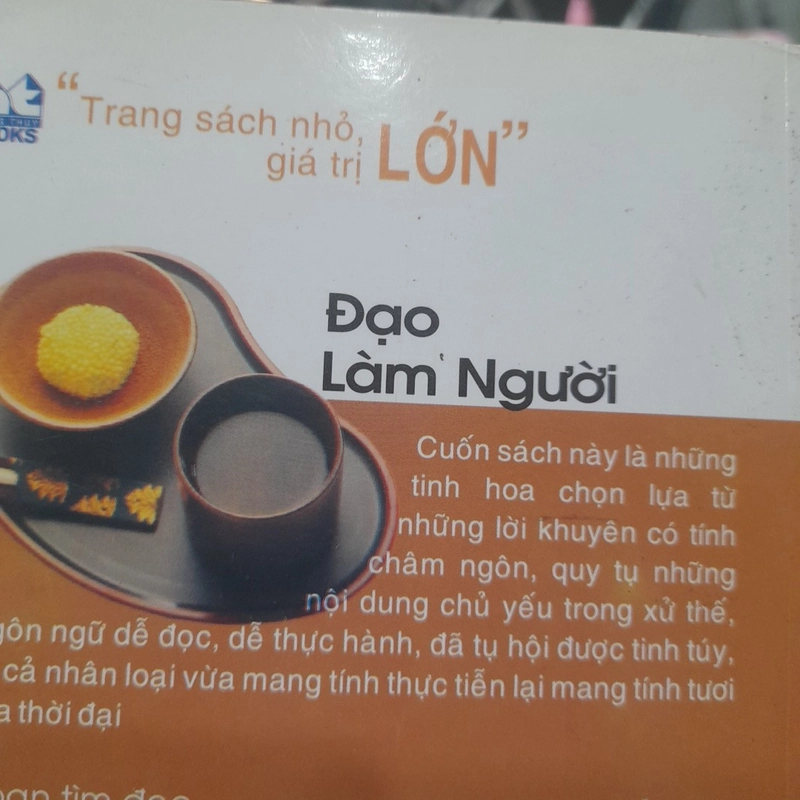 “Trang sách nhỏ,
giá trị LỚN”
Đạo
Làm Người
Cuốn sách này là những
tinh hoa chọn lựa từ
những lời khuyên có tính
châm ngôn, quy tụ những
nội dung chủ yếu trong xử thế,
ngữ dễ đọc, dễ thực hành, đã tụ hội được tinh túy,
cả nhân loại vừa mang tính thực tiễn lại mang tính tươi
thời đại
tìm đọc